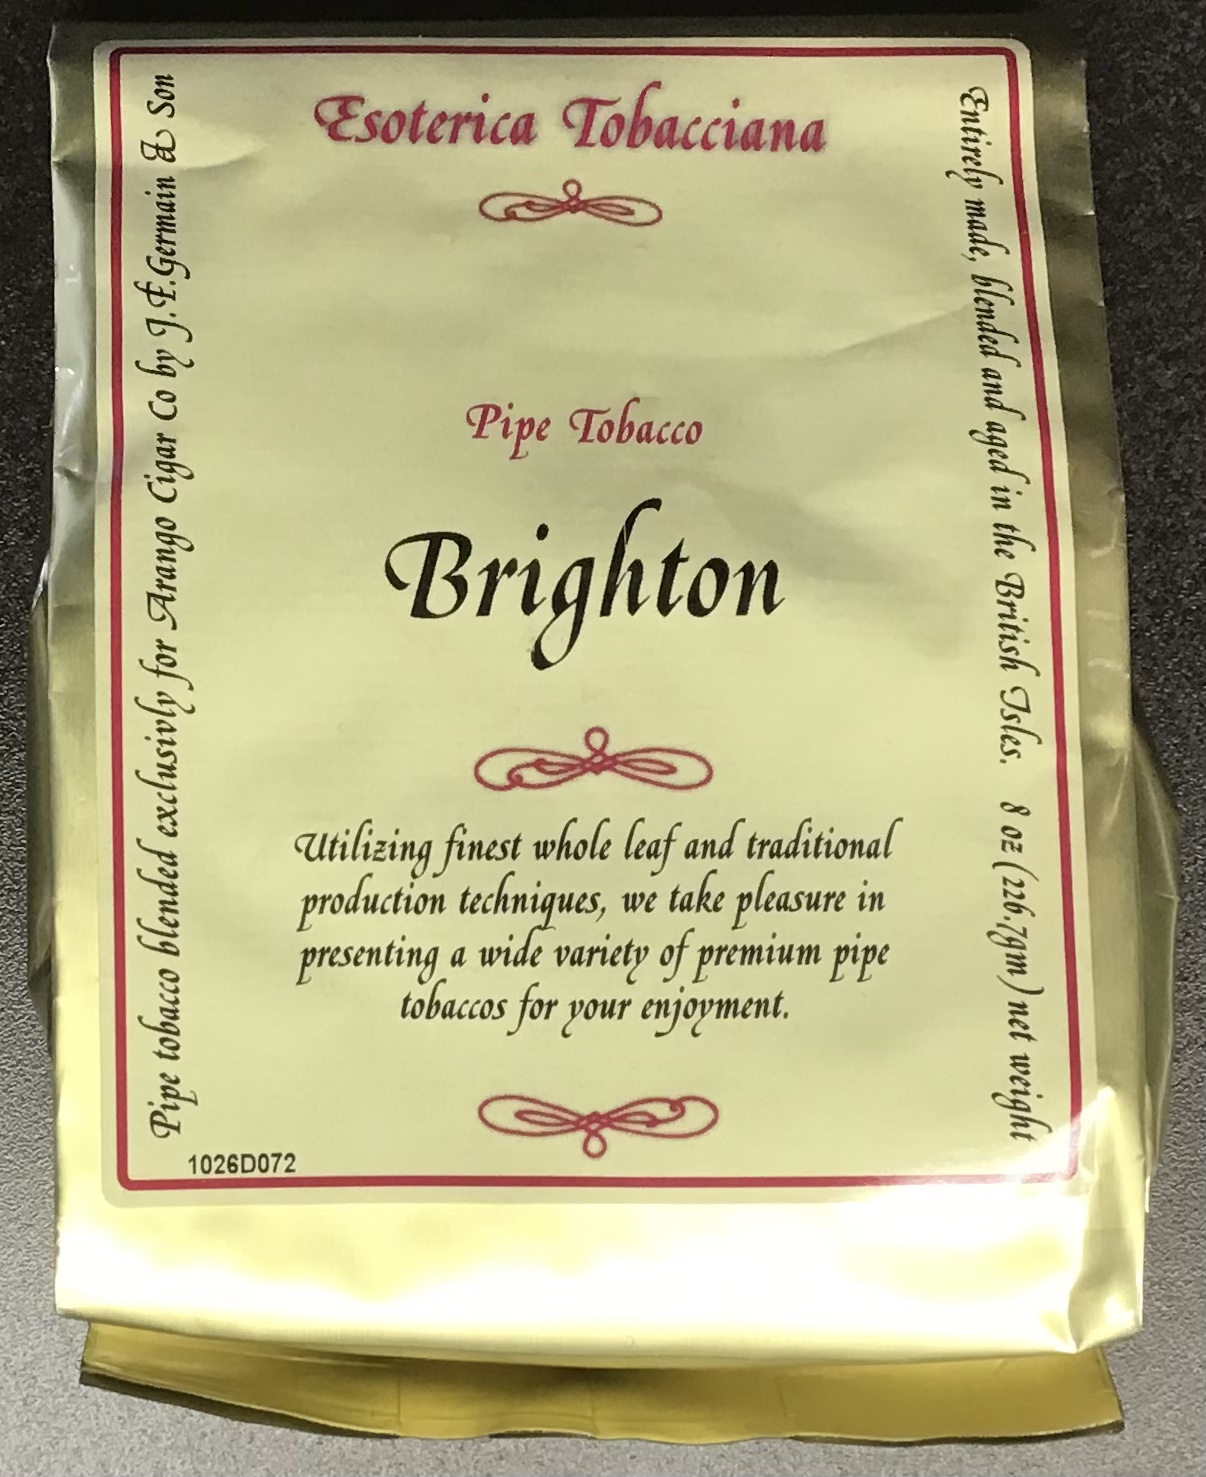 Esoterica Tobacciana
Pipe Tobacco
Brighton
Utilizing finest whole leaf and traditional
production techniques, we take pleasure in
presenting a wide variety of premium pipe
tobaccos for your enjoyment.
Pipe tobacco blended exclusivly for Arango Cigar Co by J.F.Germain & Son
Entirely made, blended and aged in the British Isles. 8 oz (226.7gm) net weight
1026D072